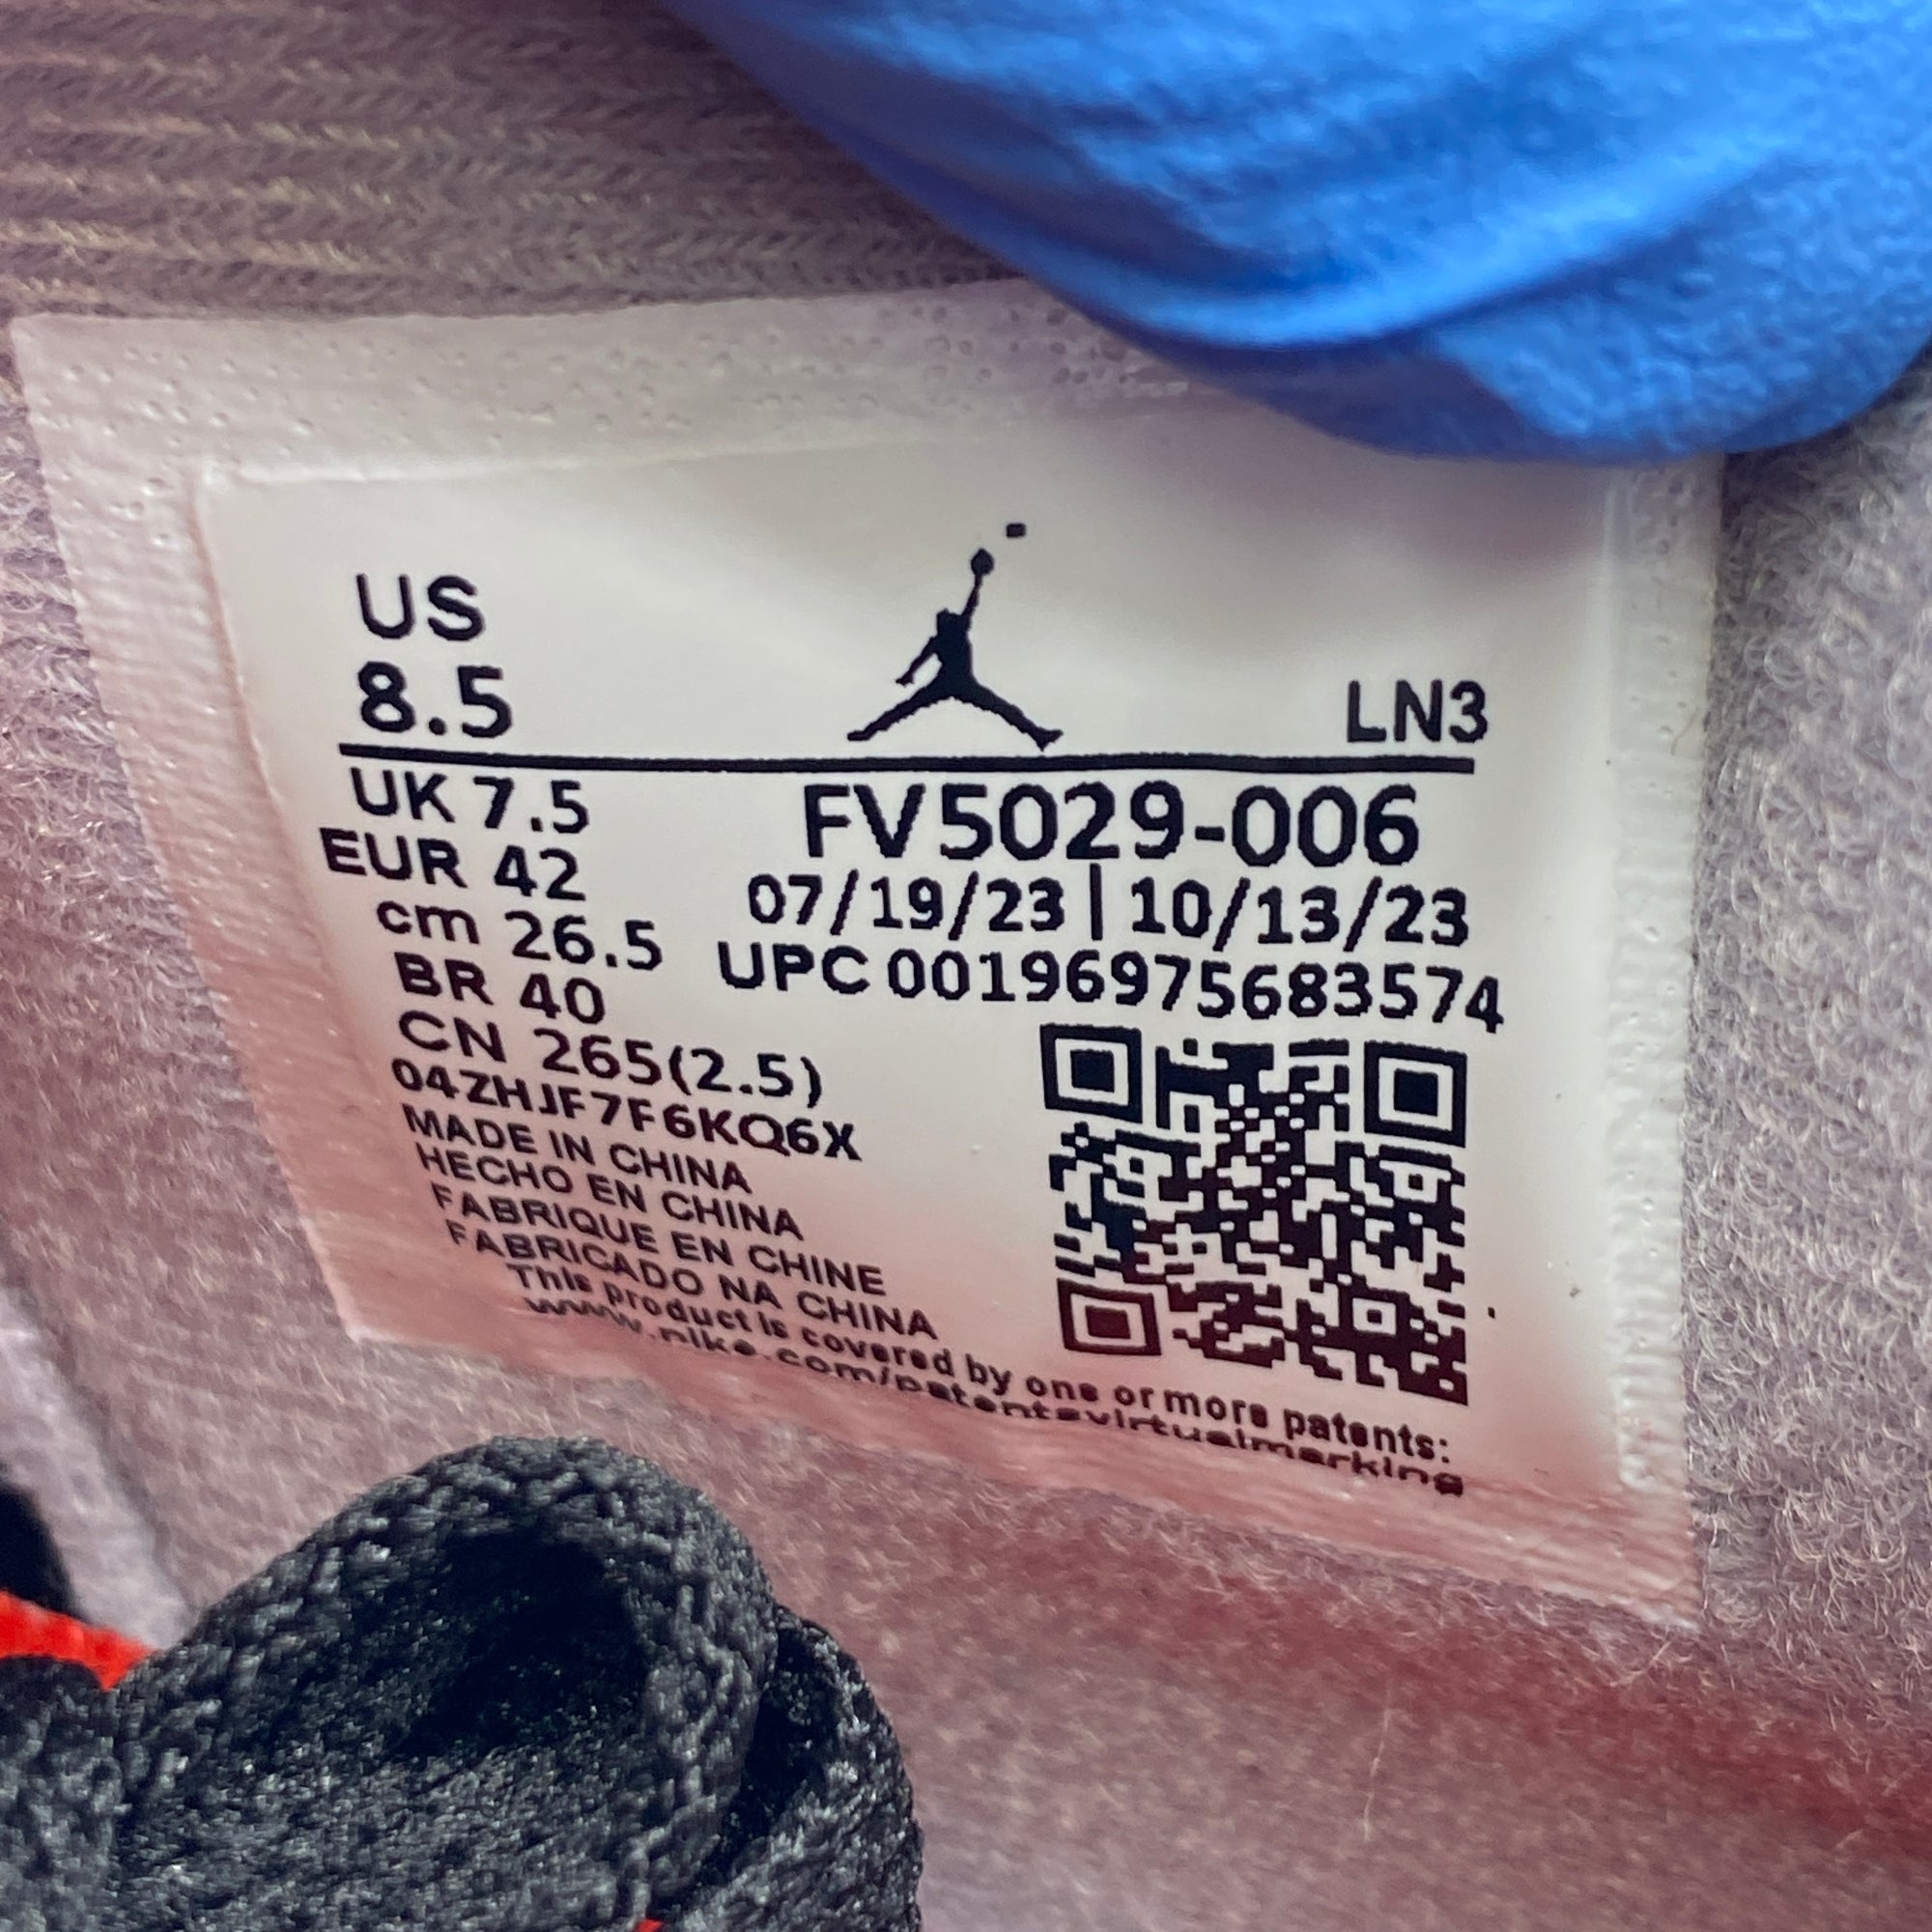 US
8.5
LN3
UK 7.5
EUR 42
cm 26.5
BR 40
CN 265(2.5)
04ZHJF7F6KQ6X
MADE IN CHINA
HECHO EN CHINA
FABRIQUE EN CHINE
FABRICADO NA CHINA
FV5029-006
07/19/23|10/13/23
UPC 00196975683574
This product is covered by one or more patents:
www.nike.com/patentsvirtualmarking